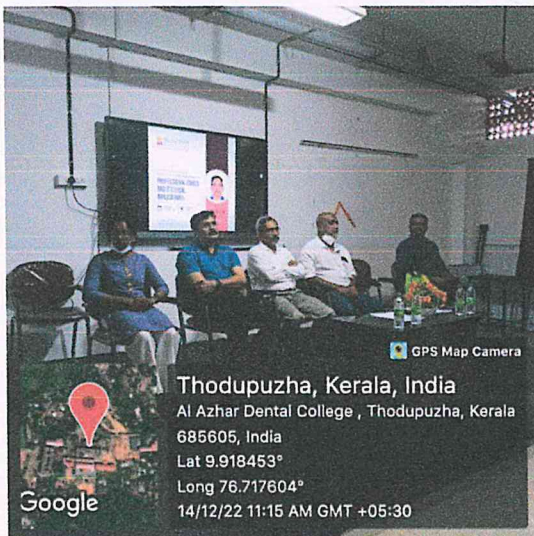 GPS Map Camera
Thodupuzha, Kerala, India
Al Azhar Dental College , Thodupuzha, Kerala
685605, India
Lat 9.918453°
Long 76.717604°
14/12/22 11:15 AM GMT +05:30
Google